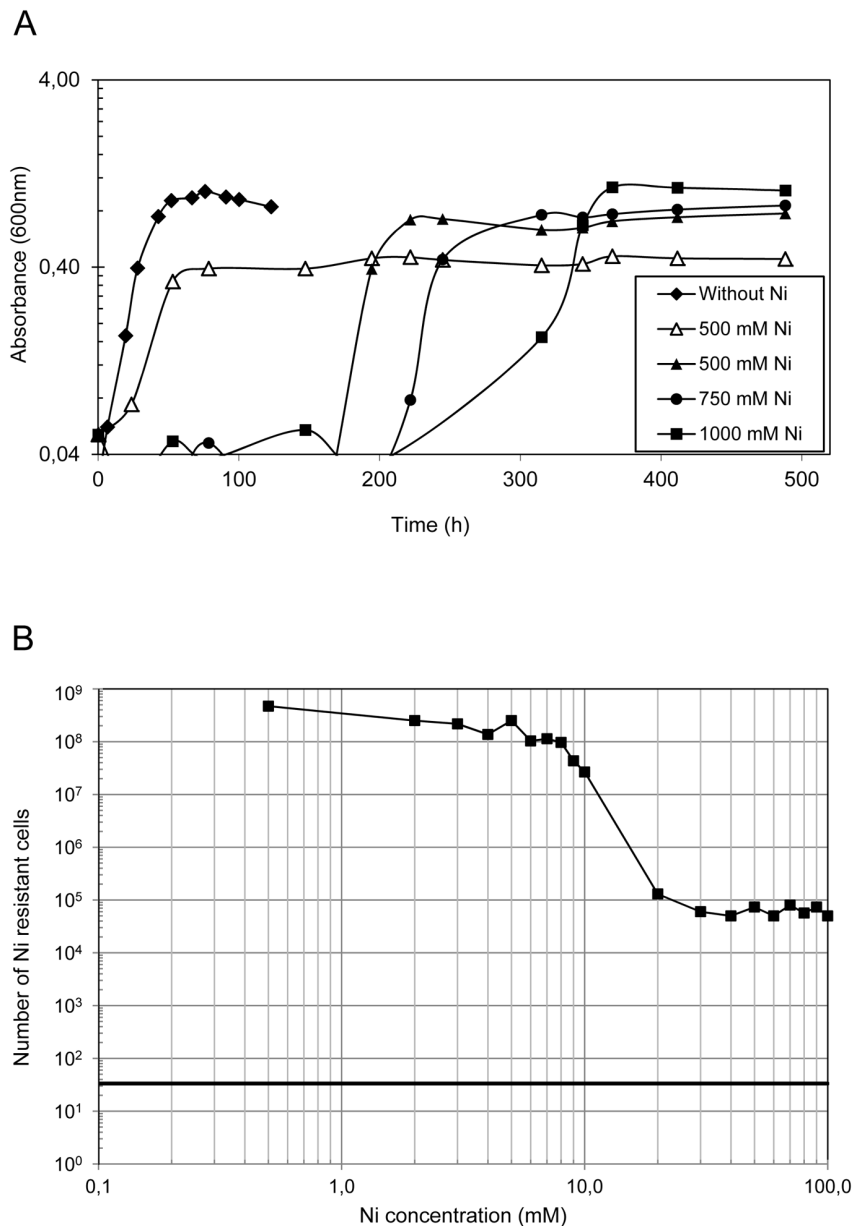 A
4,00
0,40
0,04
Absorbance (600nm)
0
100
200
300
400
500
Time (h)
Without Ni
500 mM Ni
500 mM Ni
750 mM Ni
1000 mM Ni
B
10⁹
10⁸
10⁷
10⁶
10⁵
10⁴
10³
10²
10¹
10⁰
Number of Ni resistant cells
0,1
1,0
10,0
100,0
Ni concentration (mM)